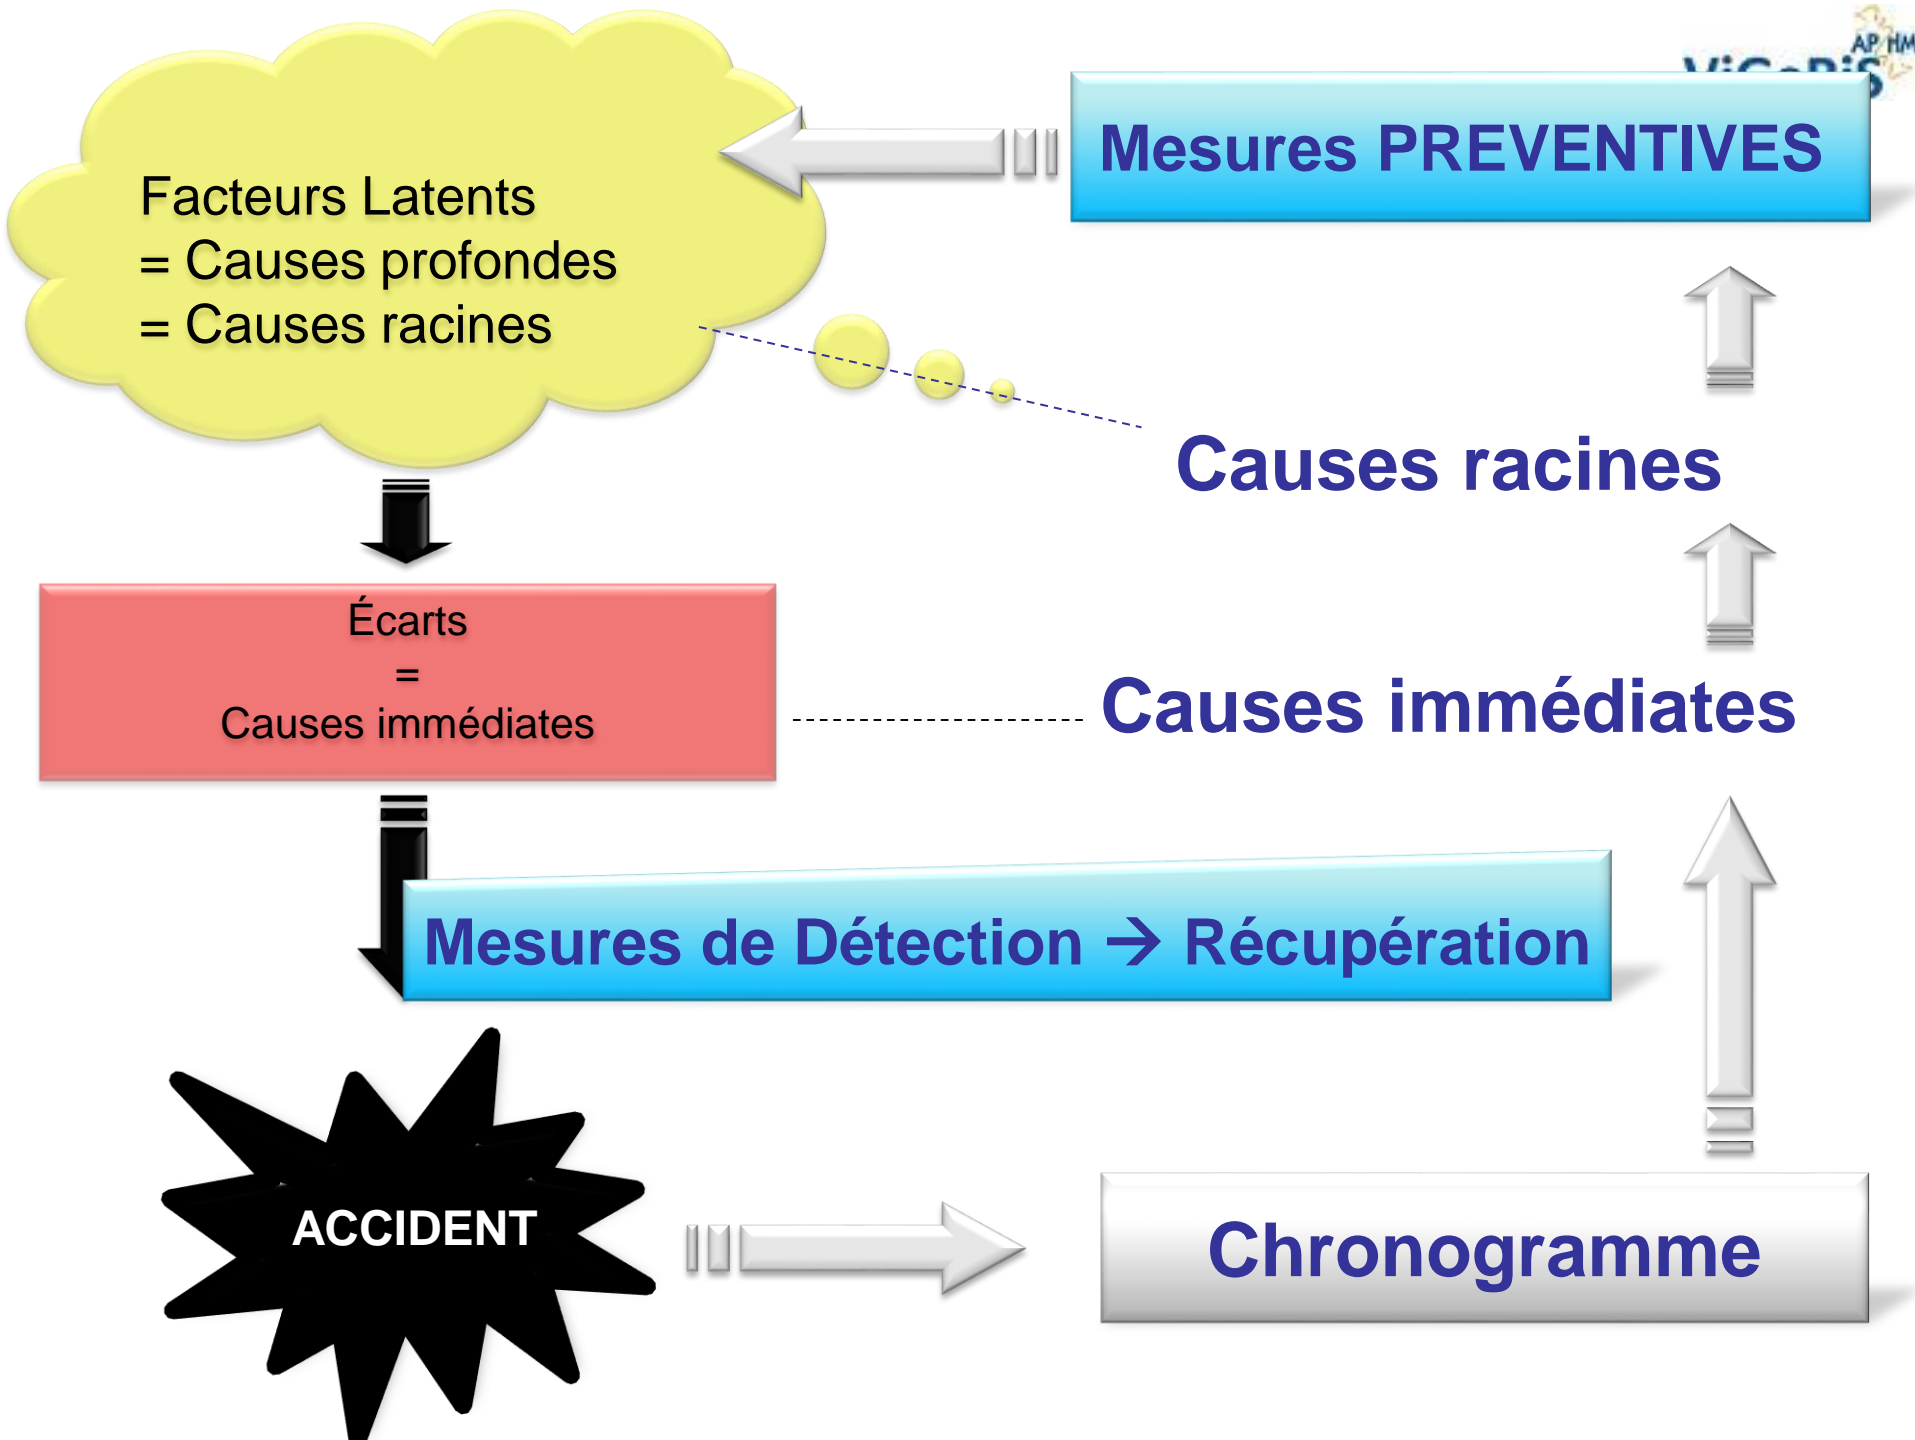 AP HM
Mesures PREVENTIVES
Facteurs Latents
= Causes profondes
= Causes racines
Causes racines
Écarts
=
Causes immédiates
Causes immédiates
Mesures de Détection → Récupération
ACCIDENT
Chronogramme